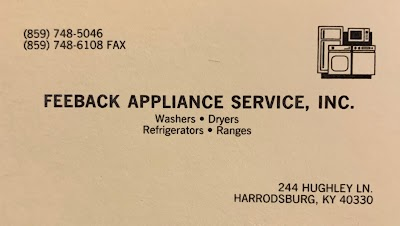 (859) 748-5046
(859) 748-6108 FAX
FEEBACK APPLIANCE SERVICE, INC.
Washers • Dryers
Refrigerators • Ranges
244 HUGHLEY LN.
HARRODSBURG, KY 40330